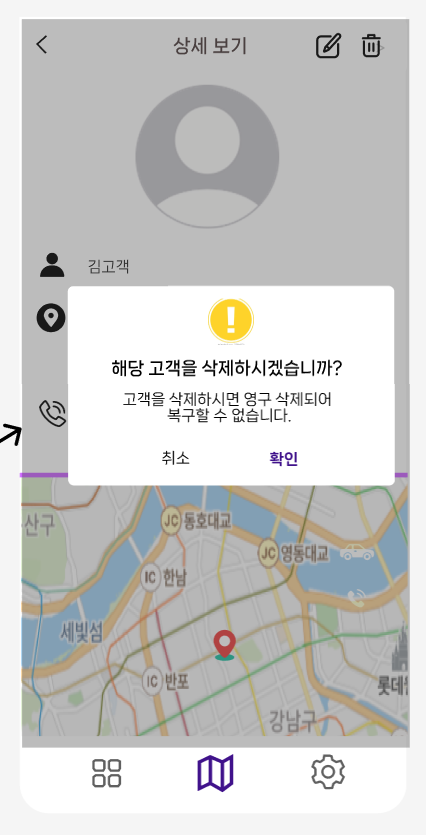 상세 보기
김고객
해당 고객을 삭제하시겠습니까?
고객을 삭제하시면 영구 삭제되어
복구할 수 없습니다.
취소 확인
산구
JC 동호대교
JC 영동대교
IC 한남
세빛섬
IC 반포
롯데
강남구